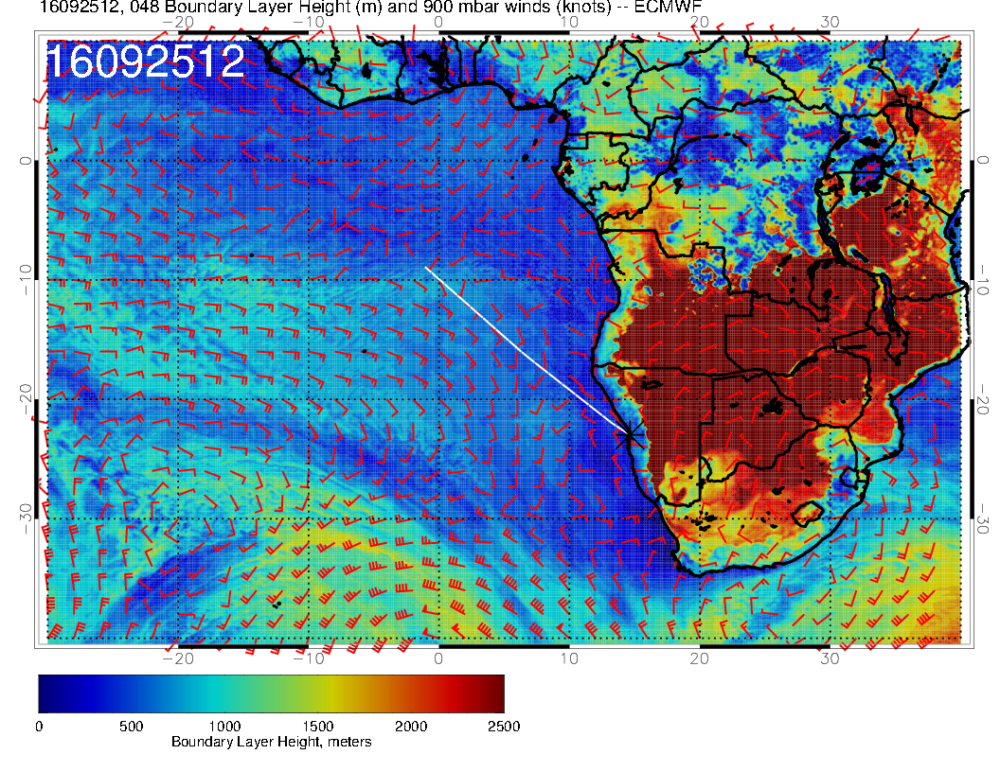 16092512, 048 Boundary Layer Height (m) and 900 mbar winds (knots) -- ECMWF
-20 -10 0 10 20 30
16092512
0 0
-10 -10
-20 -20
-30 -30
-20 -10 0 10 20 30
0 500 1000 1500 2000 2500
Boundary Layer Height, meters